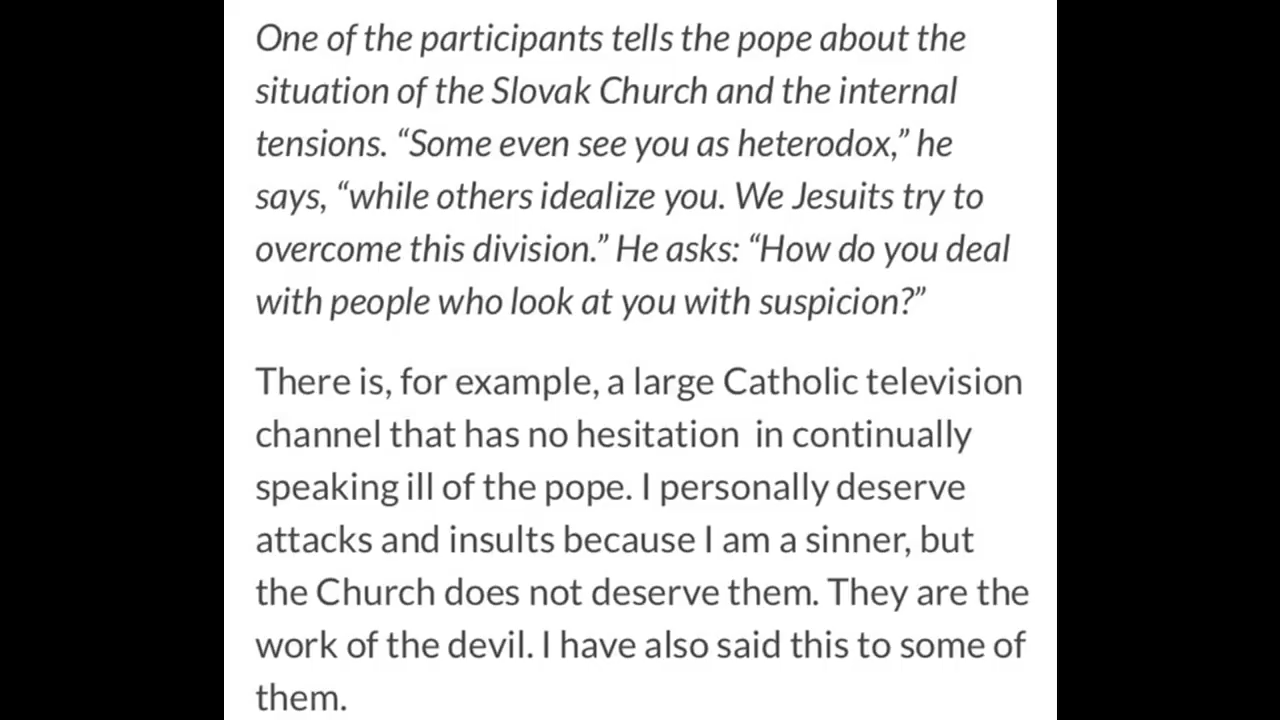 One of the participants tells the pope about the
situation of the Slovak Church and the internal
tensions. “Some even see you as heterodox,” he
says, “while others idealize you. We Jesuits try to
overcome this division.” He asks: “How do you deal
with people who look at you with suspicion?”
There is, for example, a large Catholic television
channel that has no hesitation  in continually
speaking ill of the pope. I personally deserve
attacks and insults because I am a sinner, but
the Church does not deserve them. They are the
work of the devil. I have also said this to some of
them.